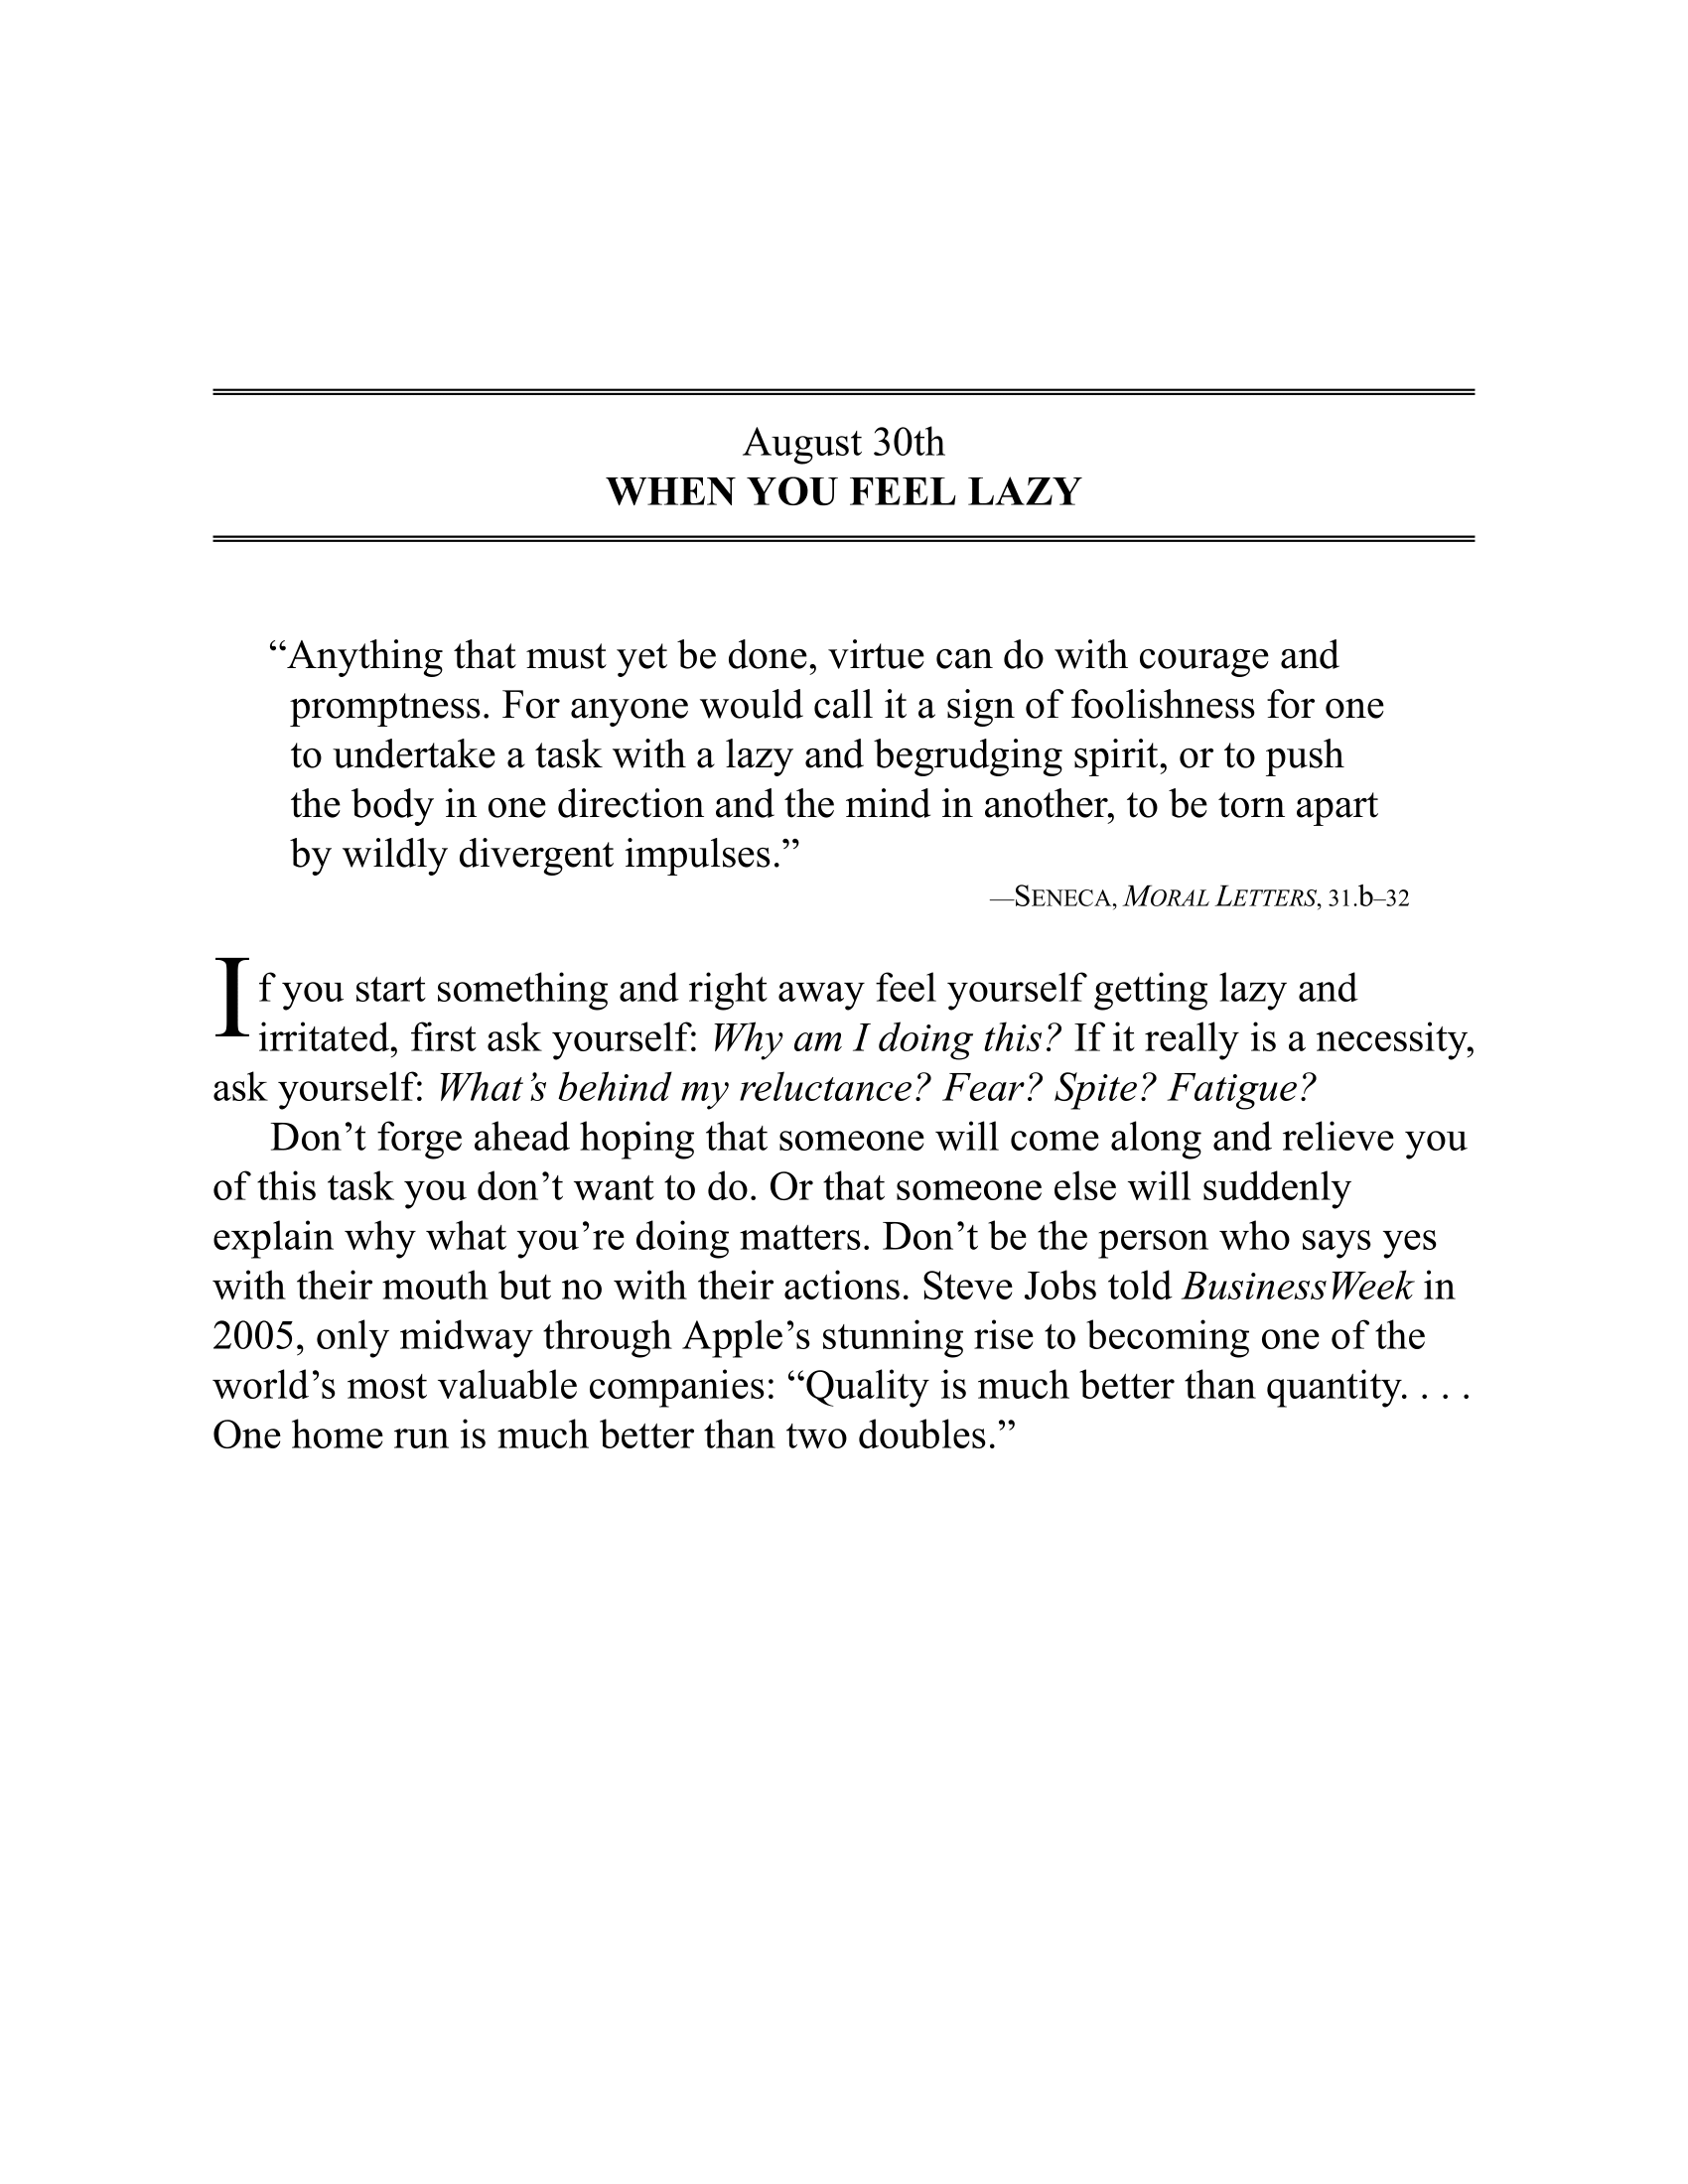 August 30th
WHEN YOU FEEL LAZY
“Anything that must yet be done, virtue can do with courage and
promptness. For anyone would call it a sign of foolishness for one
to undertake a task with a lazy and begrudging spirit, or to push
the body in one direction and the mind in another, to be torn apart
by wildly divergent impulses.”
—SENECA, MORAL LETTERS, 31.b–32
If you start something and right away feel yourself getting lazy and
irritated, first ask yourself: Why am I doing this? If it really is a necessity,
ask yourself: What’s behind my reluctance? Fear? Spite? Fatigue?
Don’t forge ahead hoping that someone will come along and relieve you
of this task you don’t want to do. Or that someone else will suddenly
explain why what you’re doing matters. Don’t be the person who says yes
with their mouth but no with their actions. Steve Jobs told BusinessWeek in
2005, only midway through Apple’s stunning rise to becoming one of the
world’s most valuable companies: “Quality is much better than quantity. . . .
One home run is much better than two doubles.”